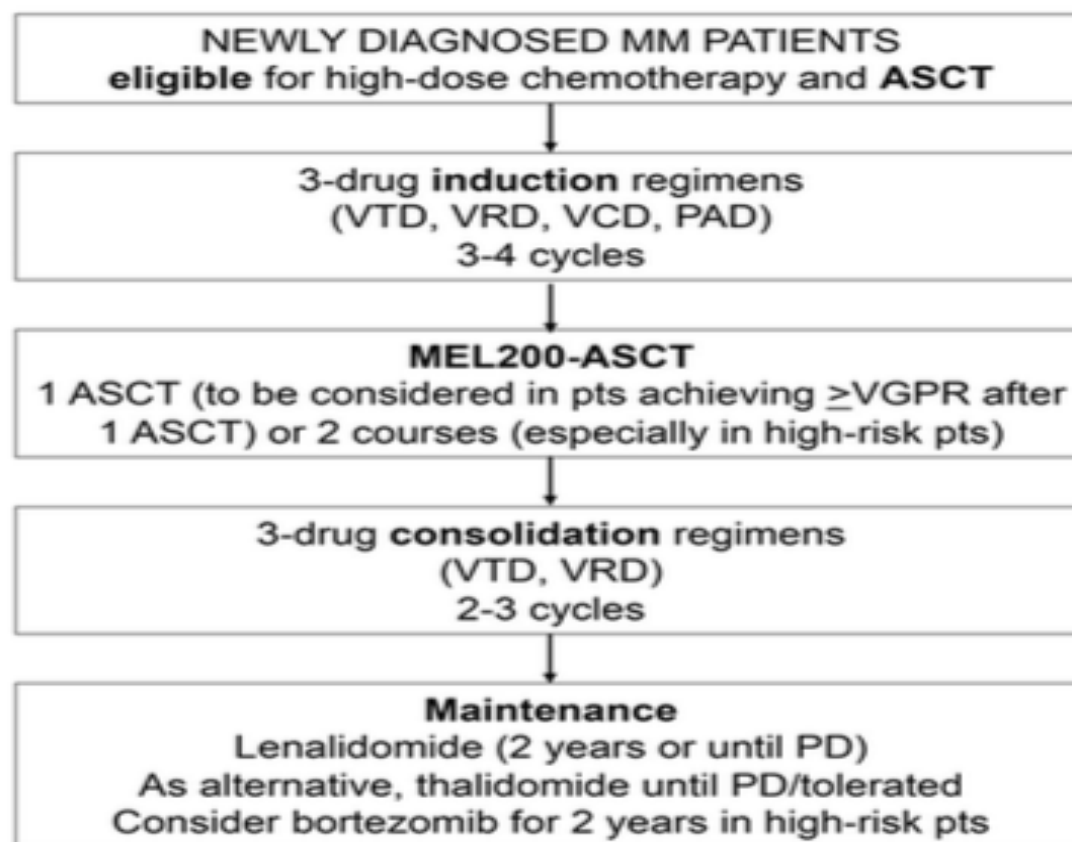 NEWLY DIAGNOSED MM PATIENTS
eligible for high-dose chemotherapy and ASCT
3-drug induction regimens
(VTD, VRD, VCD, PAD)
3-4 cycles
MEL200-ASCT
1 ASCT (to be considered in pts achieving ≥VGPR after
1 ASCT) or 2 courses (especially in high-risk pts)
3-drug consolidation regimens
(VTD, VRD)
2-3 cycles
Maintenance
Lenalidomide (2 years or until PD)
As alternative, thalidomide until PD/tolerated
Consider bortezomib for 2 years in high-risk pts